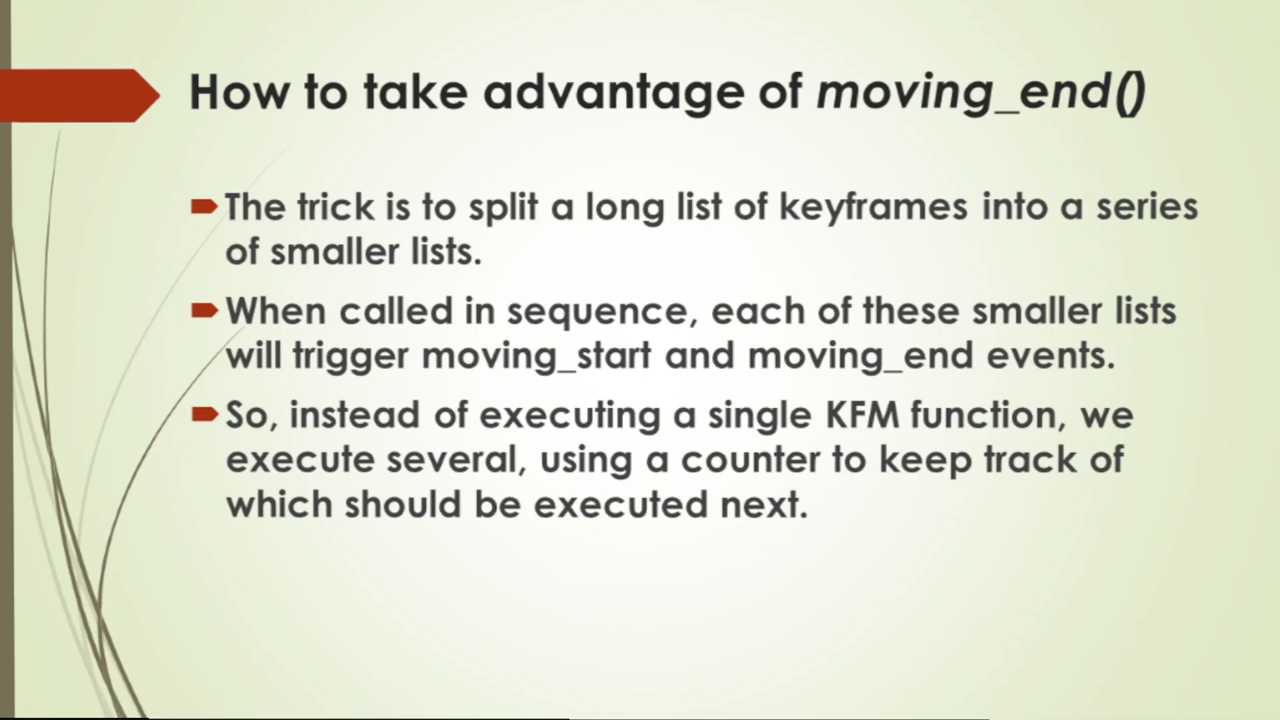 How to take advantage of moving_end()
The trick is to split a long list of keyframes into a series
of smaller lists.
When called in sequence, each of these smaller lists
will trigger moving_start and moving_end events.
So, instead of executing a single KFM function, we
execute several, using a counter to keep track of
which should be executed next.